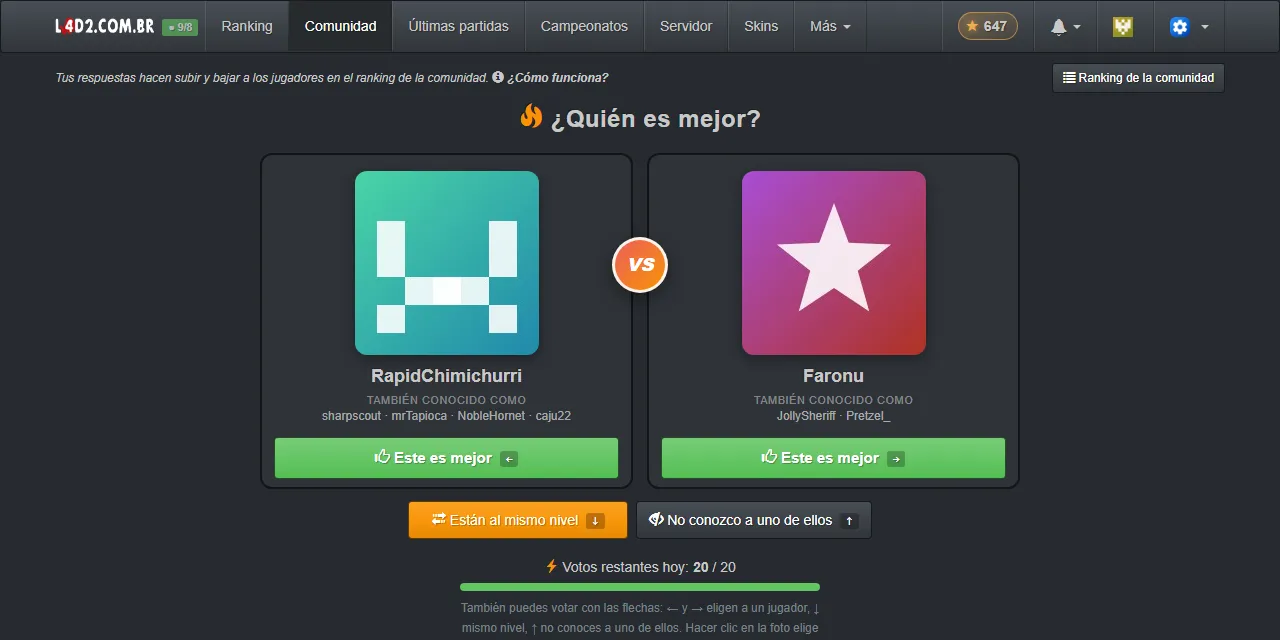 L4D2.COM.BR 9/8 Ranking Comunidad Últimas partidas Campeonatos Servidor Skins Más 647
Tus respuestas hacen subir y bajar a los jugadores en el ranking de la comunidad. ¿Cómo funciona?
Ranking de la comunidad
¿Quién es mejor?
VS
RapidChimichurri
TAMBIÉN CONOCIDO COMO
sharpscout · mrTapioca · NobleHornet · caju22
Este es mejor ←
Faronu
TAMBIÉN CONOCIDO COMO
JollySheriff · Pretzel_
Este es mejor →
Están al mismo nivel ↓
No conozco a uno de ellos ↑
Votos restantes hoy: 20 / 20
También puedes votar con las flechas: ← y → eligen a un jugador, ↓
mismo nivel, ↑ no conoces a uno de ellos. Hacer clic en la foto elige